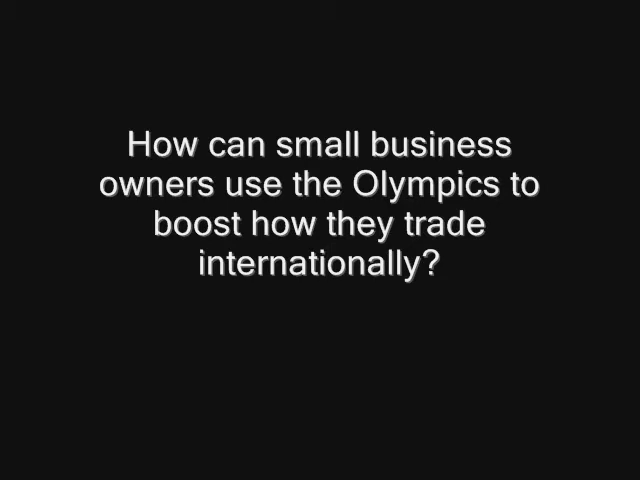 How can small business
owners use the Olympics to
boost how they trade
internationally?